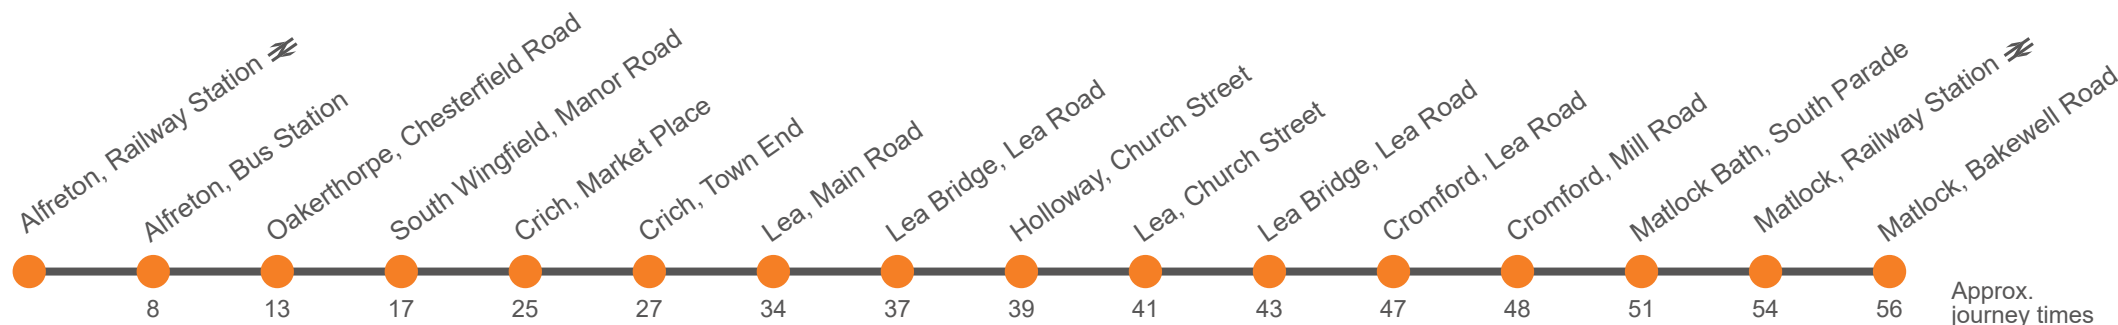 Alfreton, Railway Station
Alfreton, Bus Station
Oakerthorpe, Chesterfield Road
South Wingfield, Manor Road
Crich, Market Place
Crich, Town End
Lea, Main Road
Lea Bridge, Lea Road
Holloway, Church Street
Lea, Church Street
Lea Bridge, Lea Road
Cromford, Lea Road
Cromford, Mill Road
Matlock Bath, South Parade
Matlock, Railway Station
Matlock, Bakewell Road
8 13 17 25 27 34 37 39 41 43 47 48 51 54 56
Approx.
journey times